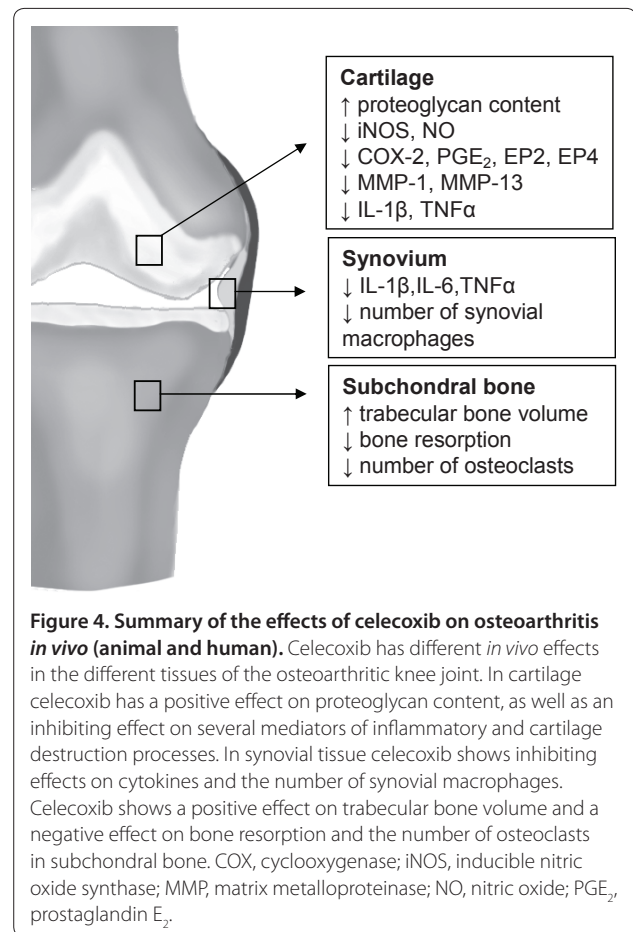 Cartilage
↑ proteoglycan content
↓ iNOS, NO
↓ COX-2, PGE₂, EP2, EP4
↓ MMP-1, MMP-13
↓ IL-1β, TNFα
Synovium
↓ IL-1β,IL-6,TNFα
↓ number of synovial
macrophages
Subchondral bone
↑ trabecular bone volume
↓ bone resorption
↓ number of osteoclasts
Figure 4. Summary of the effects of celecoxib on osteoarthritis
in vivo (animal and human). Celecoxib has different in vivo effects
in the different tissues of the osteoarthritic knee joint. In cartilage
celecoxib has a positive effect on proteoglycan content, as well as an
inhibiting effect on several mediators of inflammatory and cartilage
destruction processes. In synovial tissue celecoxib shows inhibiting
effects on cytokines and the number of synovial macrophages.
Celecoxib shows a positive effect on trabecular bone volume and a
negative effect on bone resorption and the number of osteoclasts
in subchondral bone. COX, cyclooxygenase; iNOS, inducible nitric
oxide synthase; MMP, matrix metalloproteinase; NO, nitric oxide; PGE₂,
prostaglandin E₂.